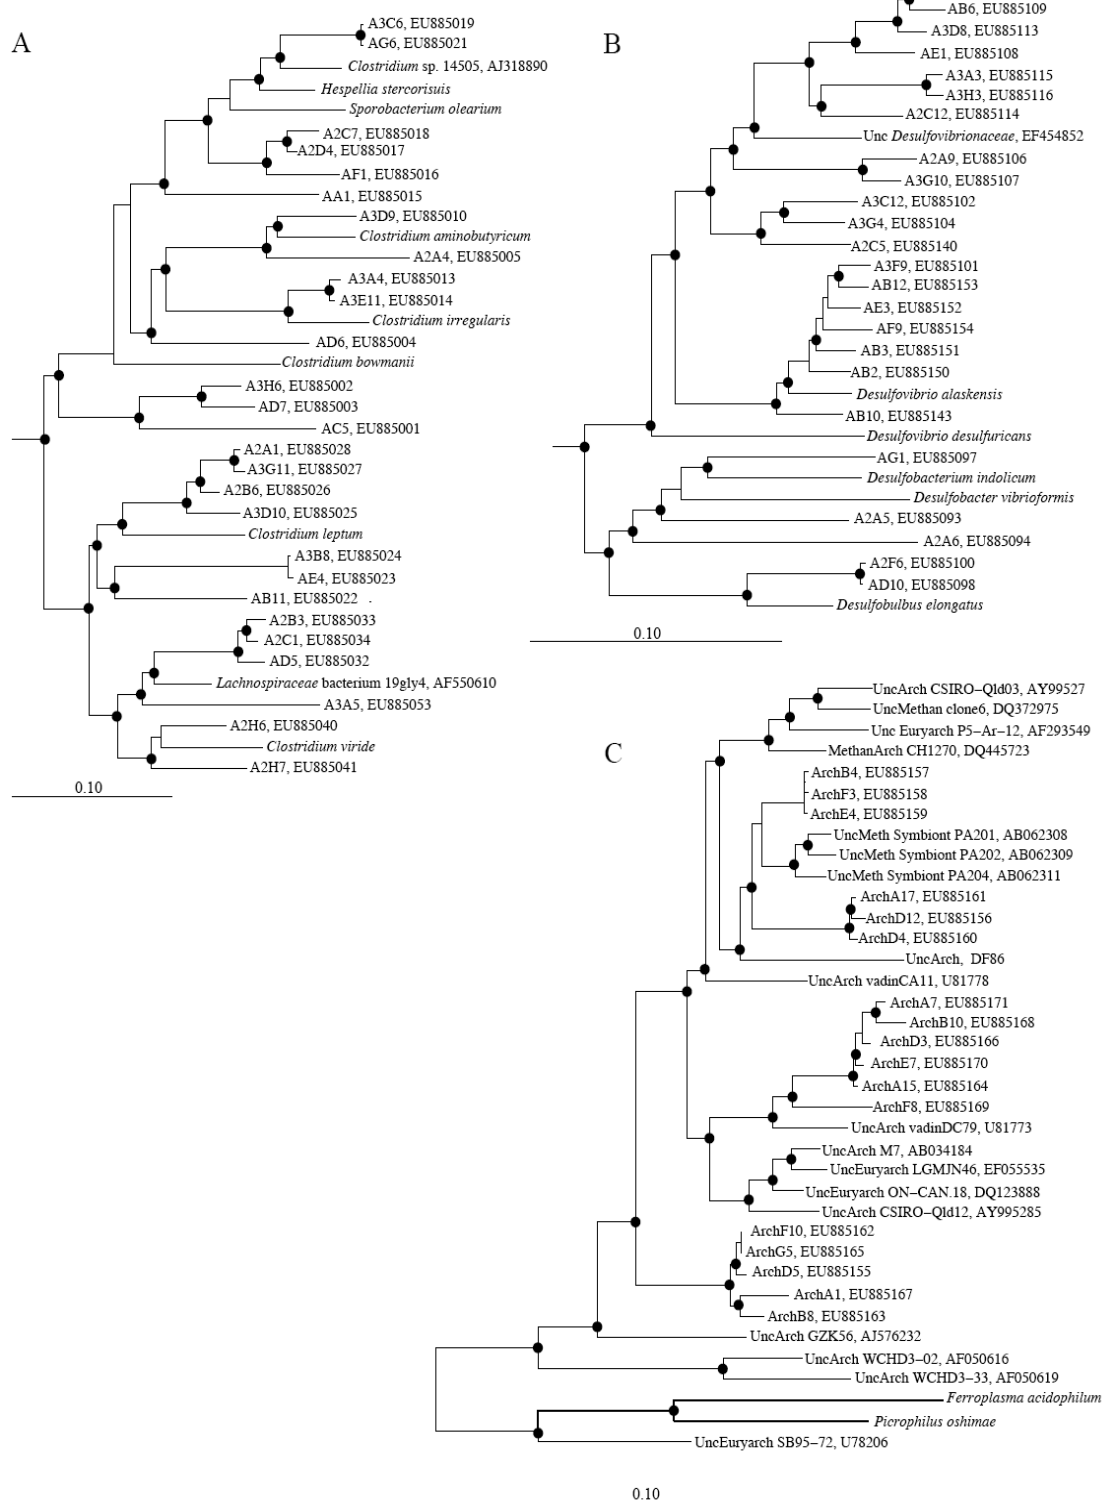 A
A3C6, EU885019
AG6, EU885021
Clostridium sp. 14505, AJ318890
Hespellia stercorisuis
Sporobacterium olearium
A2C7, EU885018
A2D4, EU885017
AF1, EU885016
AA1, EU885015
A3D9, EU885010
Clostridium aminobutyricum
A2A4, EU885005
A3A4, EU885013
A3E11, EU885014
Clostridium irregularis
AD6, EU885004
Clostridium bowmanii
A3H6, EU885002
AD7, EU885003
AC5, EU885001
A2A1, EU885028
A3G11, EU885027
A2B6, EU885026
A3D10, EU885025
Clostridium leptum
A3B8, EU885024
AE4, EU885023
AB11, EU885022
A2B3, EU885033
A2C1, EU885034
AD5, EU885032
Lachnospiraceae bacterium 19gly4, AF550610
A3A5, EU885053
A2H6, EU885040
Clostridium viride
A2H7, EU885041
0.10
B
AB6, EU885109
A3D8, EU885113
AE1, EU885108
A3A3, EU885115
A3H3, EU885116
A2C12, EU885114
Unc Desulfovibrionaceae, EF454852
A2A9, EU885106
A3G10, EU885107
A3C12, EU885102
A3G4, EU885104
A2C5, EU885140
A3F9, EU885101
AB12, EU885153
AE3, EU885152
AF9, EU885154
AB3, EU885151
AB2, EU885150
Desulfovibrio alaskensis
AB10, EU885143
Desulfovibrio desulfuricans
AG1, EU885097
Desulfobacterium indolicum
Desulfobacter vibrioformis
A2A5, EU885093
A2A6, EU885094
A2F6, EU885100
AD10, EU885098
Desulfobulbus elongatus
0.10
C
UncArch CSIRO–Qld03, AY99527
UncMethan clone6, DQ372975
Unc Euryarch P5–Ar–12, AF293549
MethanArch CH1270, DQ445723
ArchB4, EU885157
ArchF3, EU885158
ArchE4, EU885159
UncMeth Symbiont PA201, AB062308
UncMeth Symbiont PA202, AB062309
UncMeth Symbiont PA204, AB062311
ArchA17, EU885161
ArchD12, EU885156
ArchD4, EU885160
UncArch, DF86
UncArch vadinCA11, U81778
ArchA7, EU885171
ArchB10, EU885168
ArchD3, EU885166
ArchE7, EU885170
ArchA15, EU885164
ArchF8, EU885169
UncArch vadinDC79, U81773
UncArch M7, AB034184
UncEuryarch LGMJN46, EF055535
UncEuryarch ON–CAN.18, DQ123888
UncArch CSIRO–Qld12, AY995285
ArchF10, EU885162
ArchG5, EU885165
ArchD5, EU885155
ArchA1, EU885167
ArchB8, EU885163
UncArch GZK56, AJ576232
UncArch WCHD3–02, AF050616
UncArch WCHD3–33, AF050619
Ferroplasma acidophilum
Picrophilus oshimae
UncEuryarch SB95–72, U78206
0.10